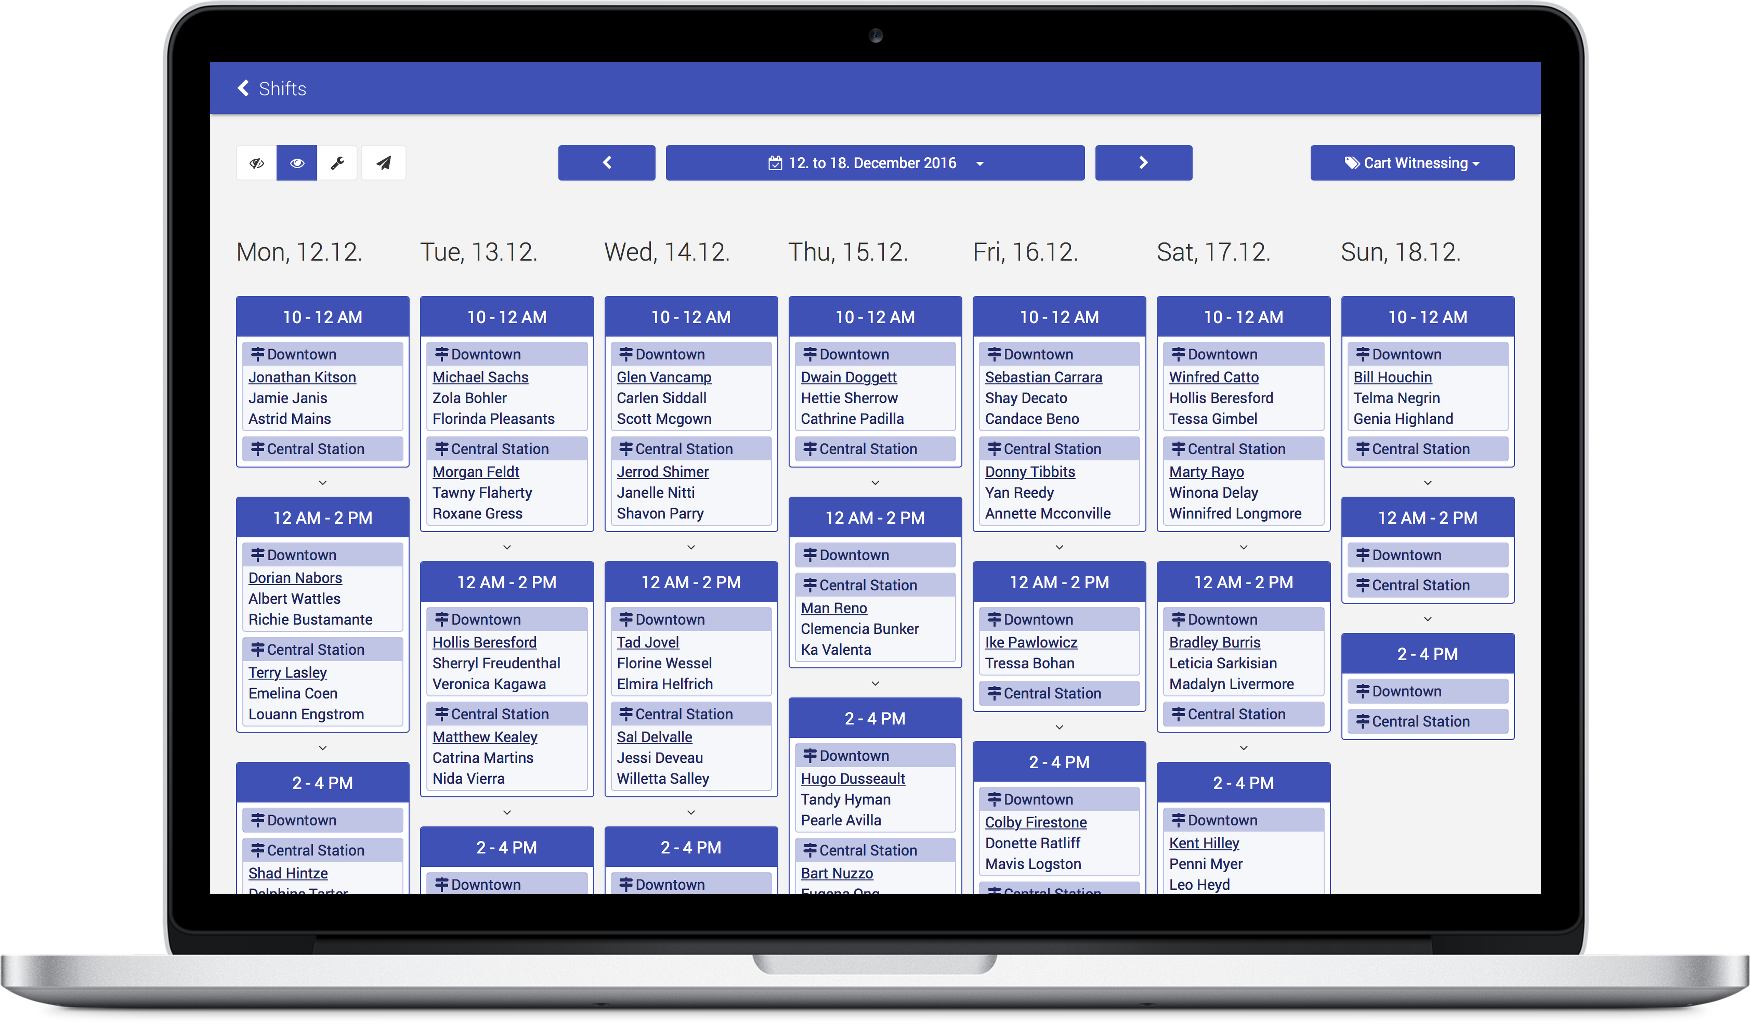 Shifts
12. to 18. December 2016
Cart Witnessing
Mon, 12.12.
10 - 12 AM
Downtown
Jonathan Kitson
Jamie Janis
Astrid Mains
Central Station
12 AM - 2 PM
Downtown
Dorian Nabors
Albert Wattles
Richie Bustamante
Central Station
Terry Lasley
Emelina Coen
Louann Engstrom
2 - 4 PM
Downtown
Central Station
Shad Hintze
Delphine Tarter
Tue, 13.12.
10 - 12 AM
Downtown
Michael Sachs
Zola Bohler
Florinda Pleasants
Central Station
Morgan Feldt
Tawny Flaherty
Roxane Gress
12 AM - 2 PM
Downtown
Hollis Beresford
Sherryl Freudenthal
Veronica Kagawa
Central Station
Matthew Kealey
Catrina Martins
Nida Vierra
2 - 4 PM
Downtown
Wed, 14.12.
10 - 12 AM
Downtown
Glen Vancamp
Carlen Siddall
Scott Mcgown
Central Station
Jerrod Shimer
Janelle Nitti
Shavon Parry
12 AM - 2 PM
Downtown
Tad Jovel
Florine Wessel
Elmira Helfrich
Central Station
Sal Delvalle
Jessi Deveau
Willetta Salley
2 - 4 PM
Downtown
Thu, 15.12.
10 - 12 AM
Downtown
Dwain Doggett
Hettie Sherrow
Cathrine Padilla
Central Station
12 AM - 2 PM
Downtown
Central Station
Man Reno
Clemencia Bunker
Ka Valenta
2 - 4 PM
Downtown
Hugo Dusseault
Tandy Hyman
Pearle Avilla
Central Station
Bart Nuzzo
Eugena Ong
Fri, 16.12.
10 - 12 AM
Downtown
Sebastian Carrara
Shay Decato
Candace Beno
Central Station
Donny Tibbits
Yan Reedy
Annette Mcconville
12 AM - 2 PM
Downtown
Ike Pawlowicz
Tressa Bohan
Central Station
2 - 4 PM
Downtown
Colby Firestone
Donette Ratliff
Mavis Logston
Central Station
Sat, 17.12.
10 - 12 AM
Downtown
Winfred Catto
Hollis Beresford
Tessa Gimbel
Central Station
Marty Rayo
Winona Delay
Winnifred Longmore
12 AM - 2 PM
Downtown
Bradley Burris
Leticia Sarkisian
Madalyn Livermore
Central Station
2 - 4 PM
Downtown
Kent Hilley
Penni Myer
Leo Heyd
Sun, 18.12.
10 - 12 AM
Downtown
Bill Houchin
Telma Negrin
Genia Highland
Central Station
12 AM - 2 PM
Downtown
Central Station
2 - 4 PM
Downtown
Central Station